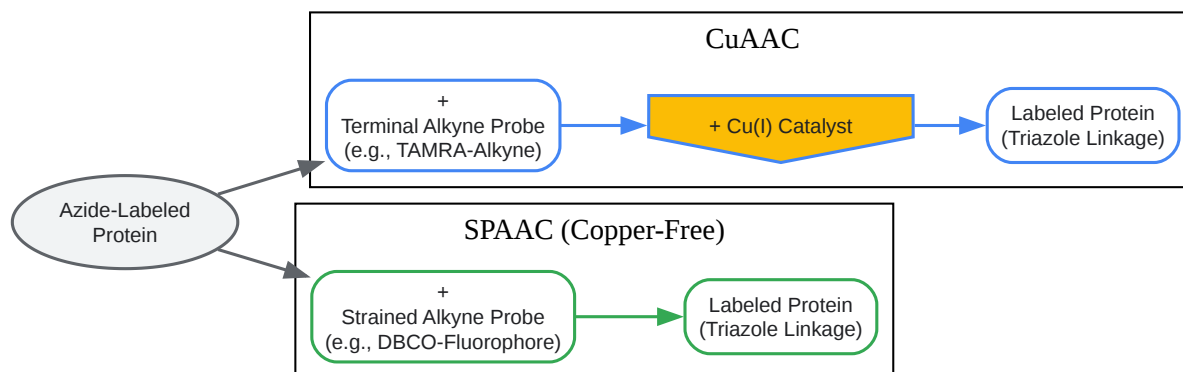 CuAAC
+
Terminal Alkyne Probe
(e.g., TAMRA-Alkyne)
+ Cu(I) Catalyst
Labeled Protein
(Triazole Linkage)
Azide-Labeled
Protein
SPAAC (Copper-Free)
+
Strained Alkyne Probe
(e.g., DBCO-Fluorophore)
Labeled Protein
(Triazole Linkage)